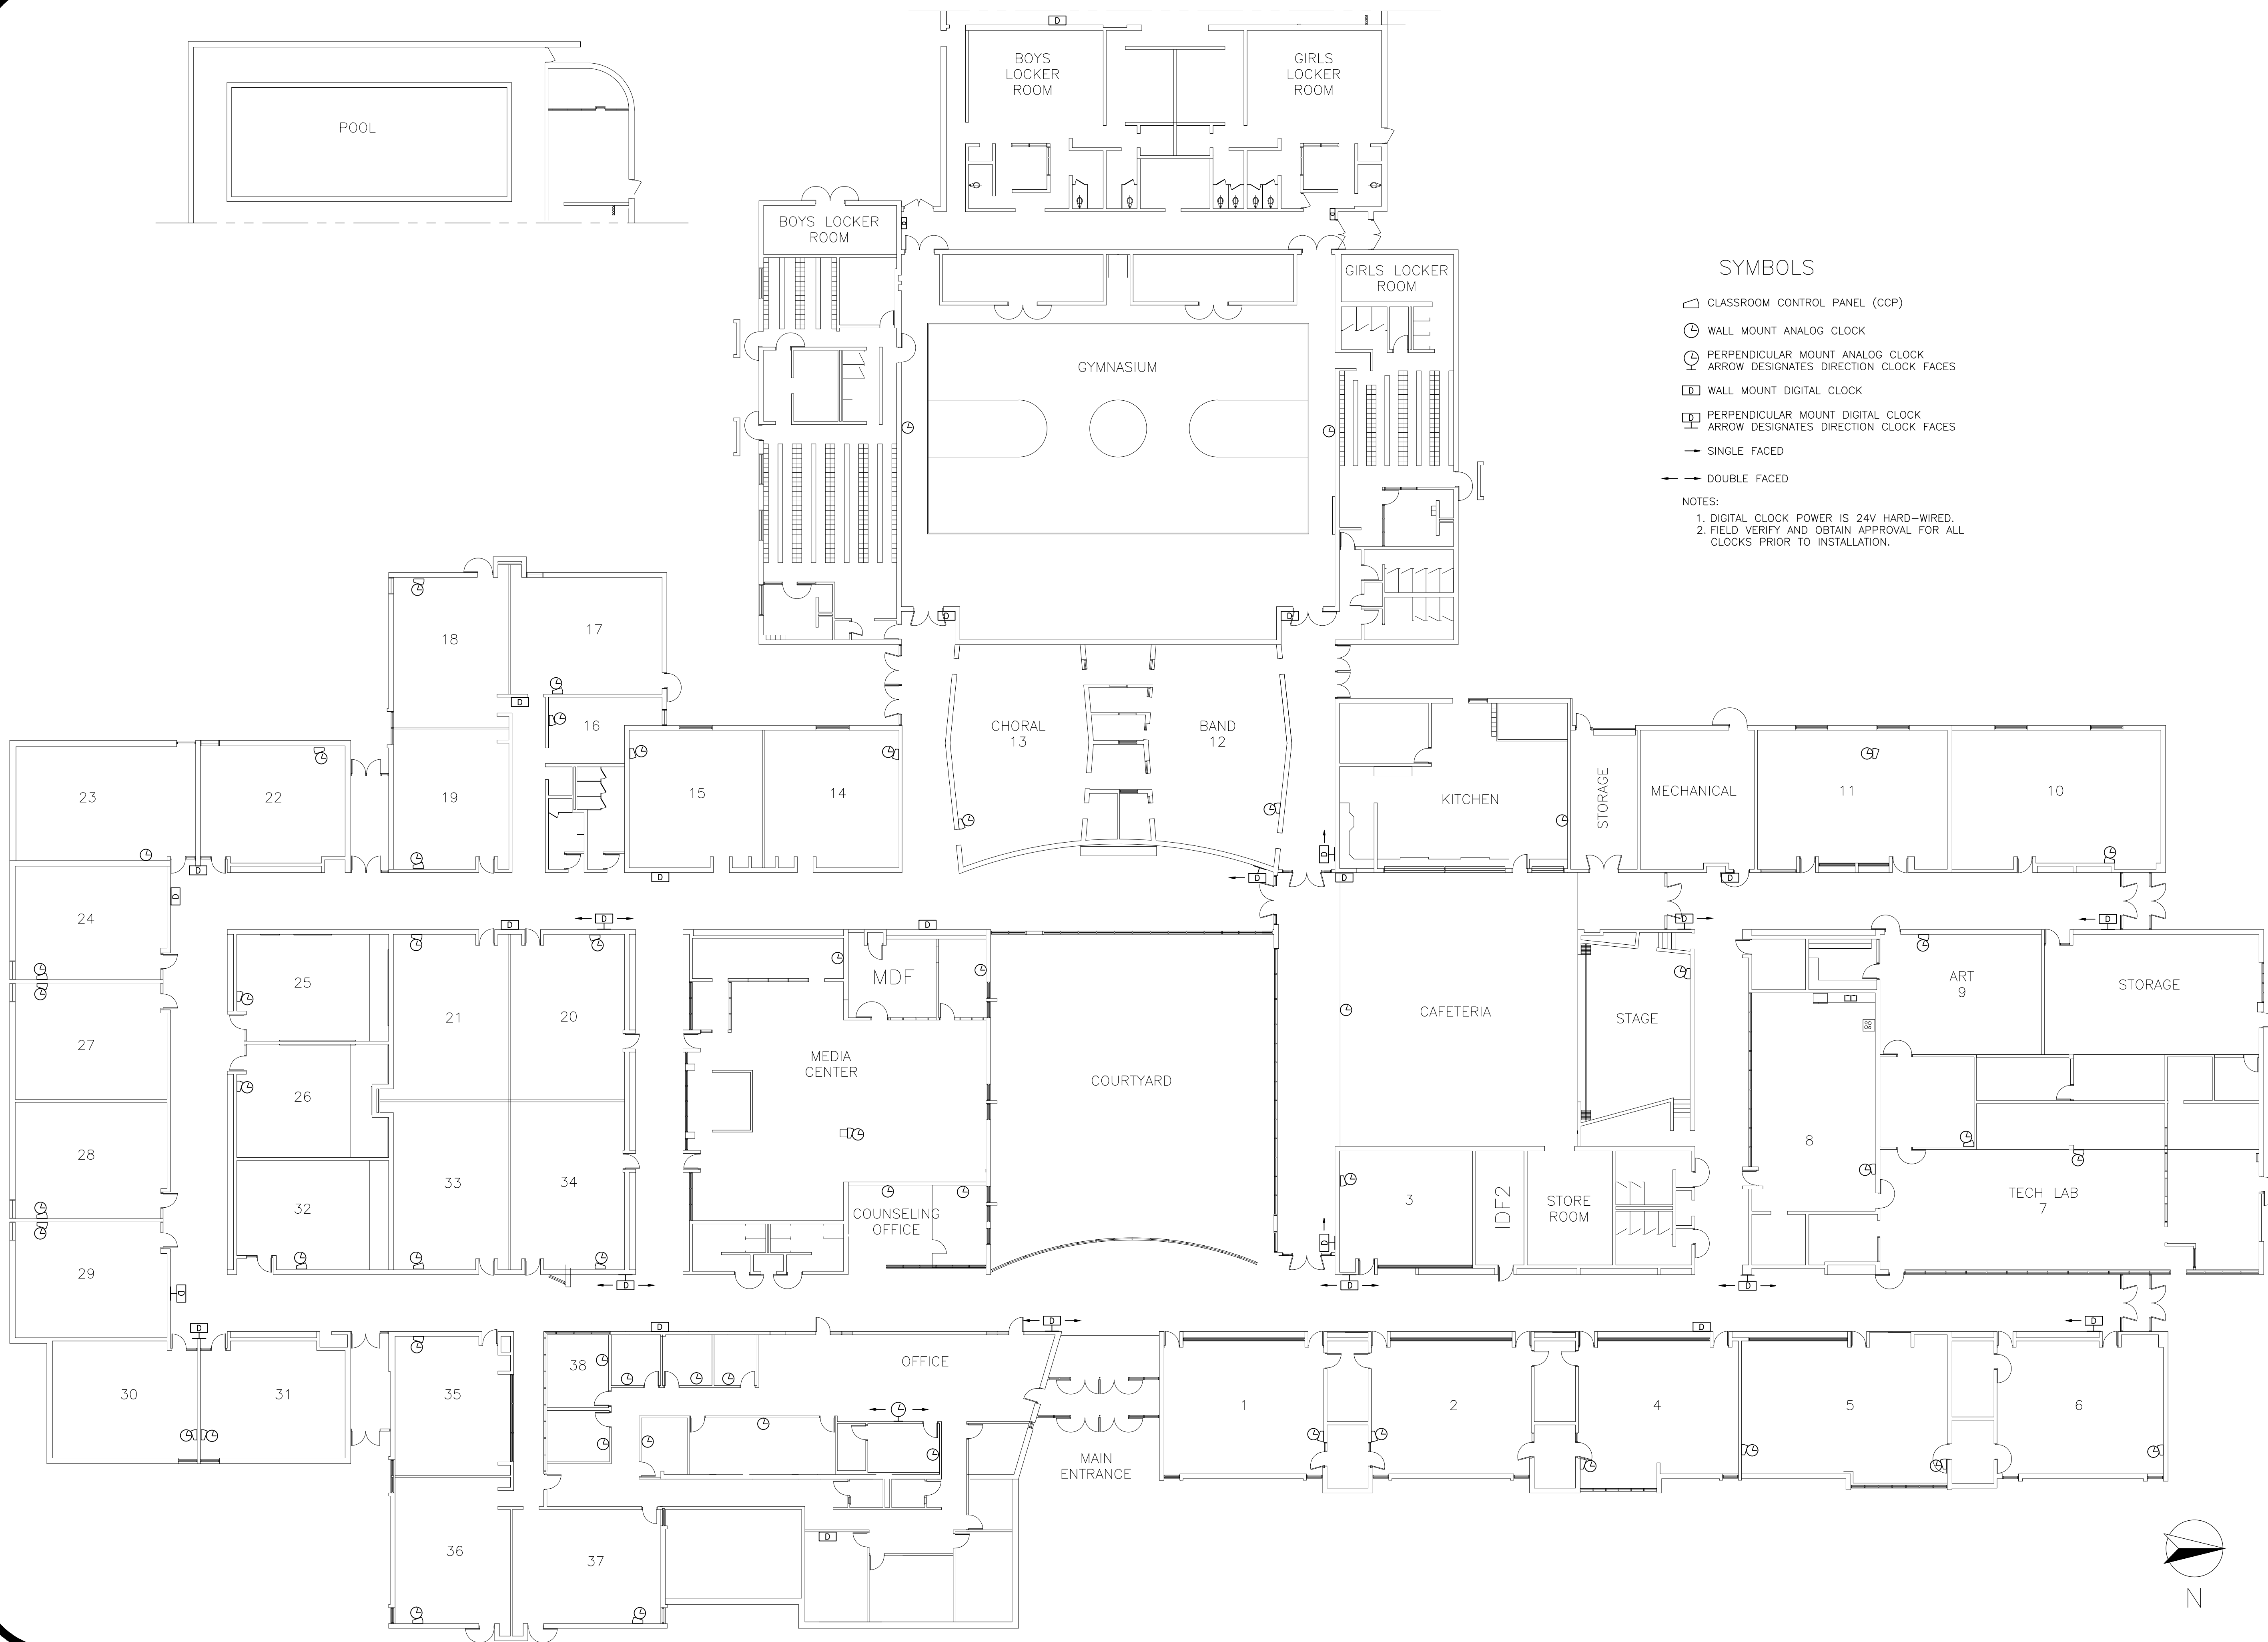 D
BOYS
LOCKER
ROOM
GIRLS
LOCKER
ROOM
POOL
D
D
BOYS LOCKER
ROOM
GIRLS LOCKER
ROOM
SYMBOLS
CLASSROOM CONTROL PANEL (CCP)
WALL MOUNT ANALOG CLOCK
PERPENDICULAR MOUNT ANALOG CLOCK
ARROW DESIGNATES DIRECTION CLOCK FACES
D WALL MOUNT DIGITAL CLOCK
D PERPENDICULAR MOUNT DIGITAL CLOCK
ARROW DESIGNATES DIRECTION CLOCK FACES
SINGLE FACED
DOUBLE FACED
NOTES:
1. DIGITAL CLOCK POWER IS 24V HARD-WIRED.
2. FIELD VERIFY AND OBTAIN APPROVAL FOR ALL
CLOCKS PRIOR TO INSTALLATION.
GYMNASIUM
D
D
18
17
D
16
CHORAL
13
BAND
12
23
22
19
15
14
KITCHEN
STORAGE
MECHANICAL
11
10
D
D
D
D
D
D
D
D
24
D
D
D
D
D
25
21
20
MDF
CAFETERIA
STAGE
ART
9
STORAGE
27
26
MEDIA
CENTER
COURTYARD
28
33
34
8
32
COUNSELING
OFFICE
3
IDF2
STORE
ROOM
TECH LAB
7
D
29
D
D
D
D
D
D
D
D
D
D
30
31
35
38
OFFICE
1
2
4
5
6
MAIN
ENTRANCE
D
36
37
N